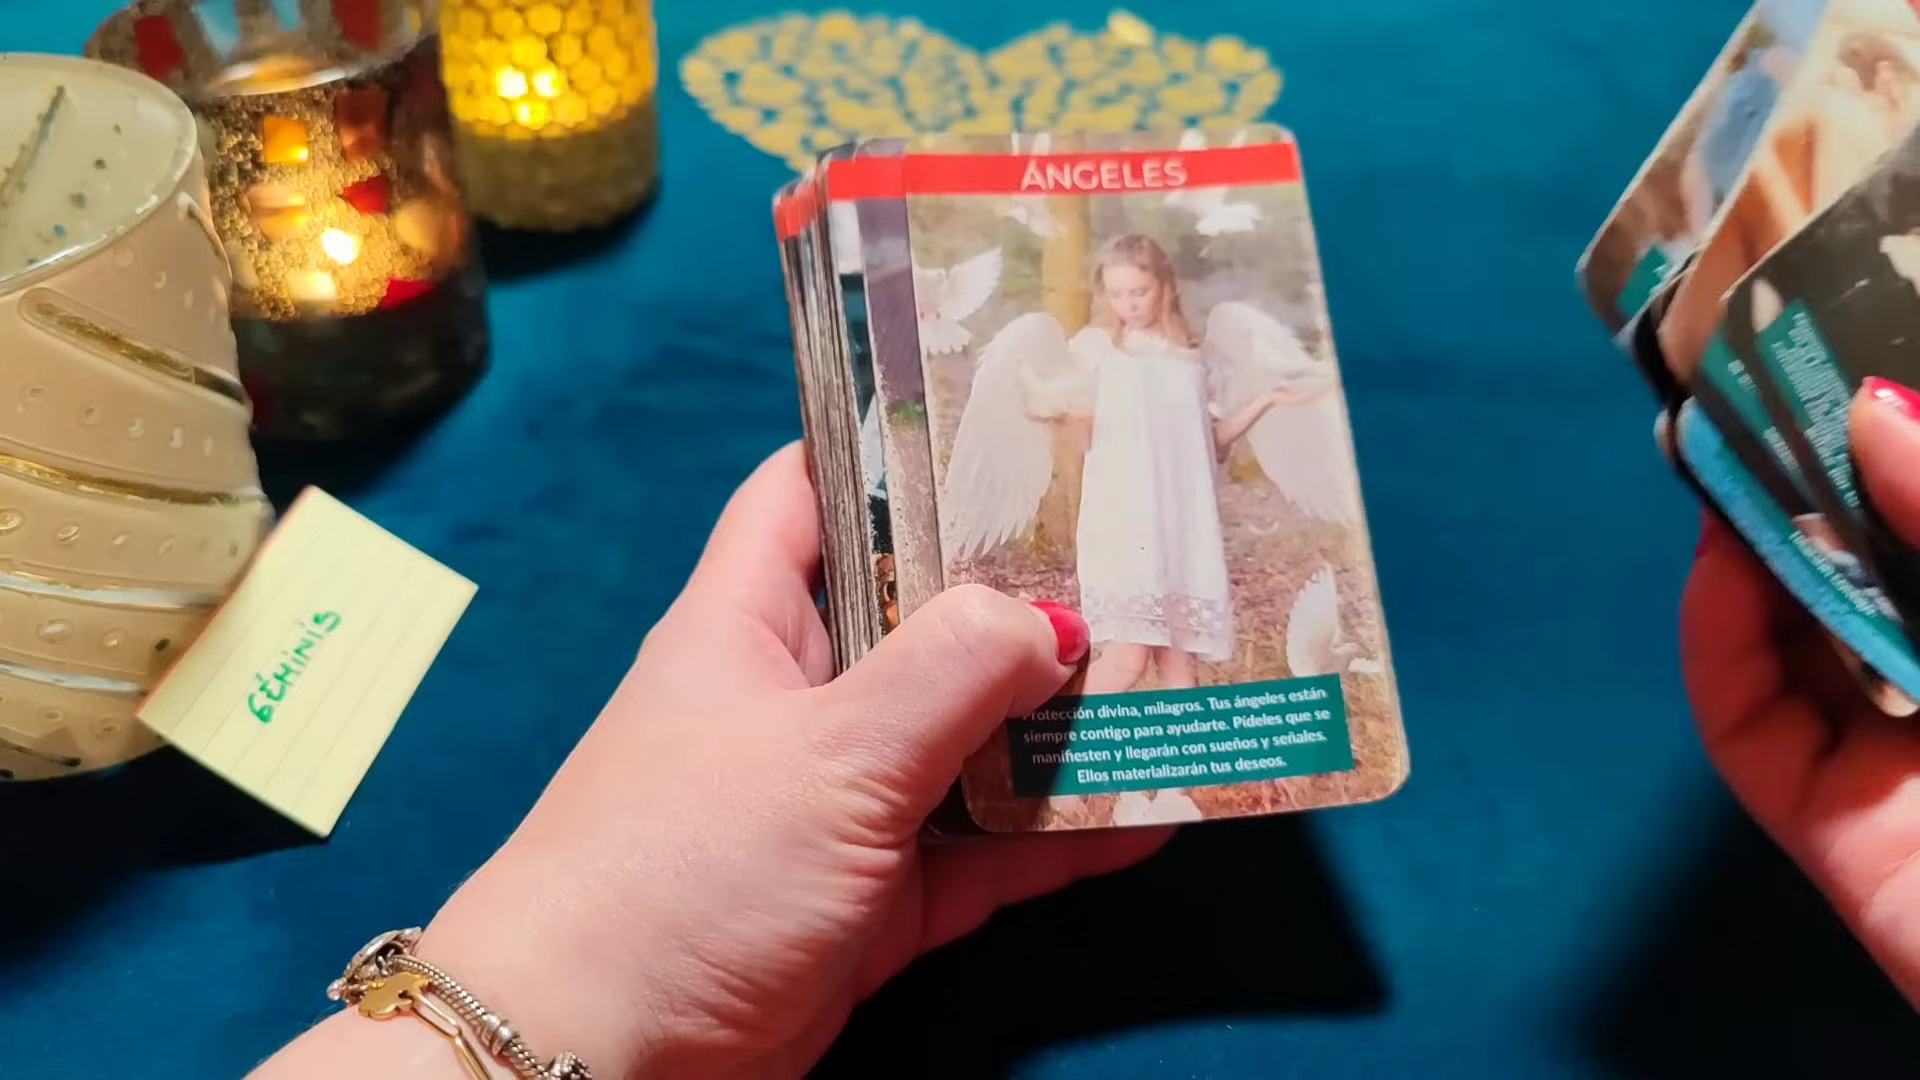 ÁNGELES
Protección divina, milagros. Tus ángeles están
siempre contigo para ayudarte. Pídeles que se
manifiesten y llegarán con sueños y señales.
Ellos materializarán tus deseos.
GÉMINIS